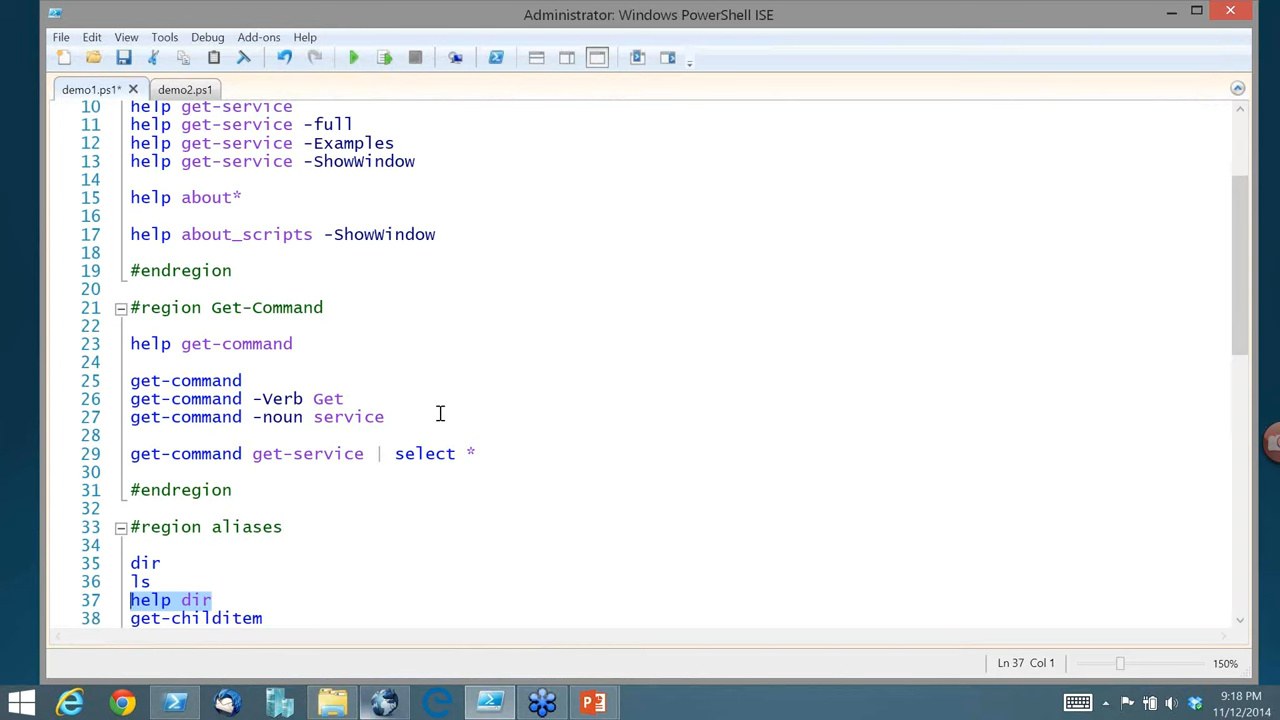 Administrator: Windows PowerShell ISE
File Edit View Tools Debug Add-ons Help
demo1.ps1* demo2.ps1
10 help get-service
11 help get-service -full
12 help get-service -Examples
13 help get-service -ShowWindow
14
15 help about*
16
17 help about_scripts -ShowWindow
18
19 #endregion
20
21 #region Get-Command
22
23 help get-command
24
25 get-command
26 get-command -Verb Get
27 get-command -noun service
28
29 get-command get-service | select *
30
31 #endregion
32
33 #region aliases
34
35 dir
36 ls
37 help dir
38 get-childitem
Ln 37 Col 1 150%
9:18 PM
11/12/2014